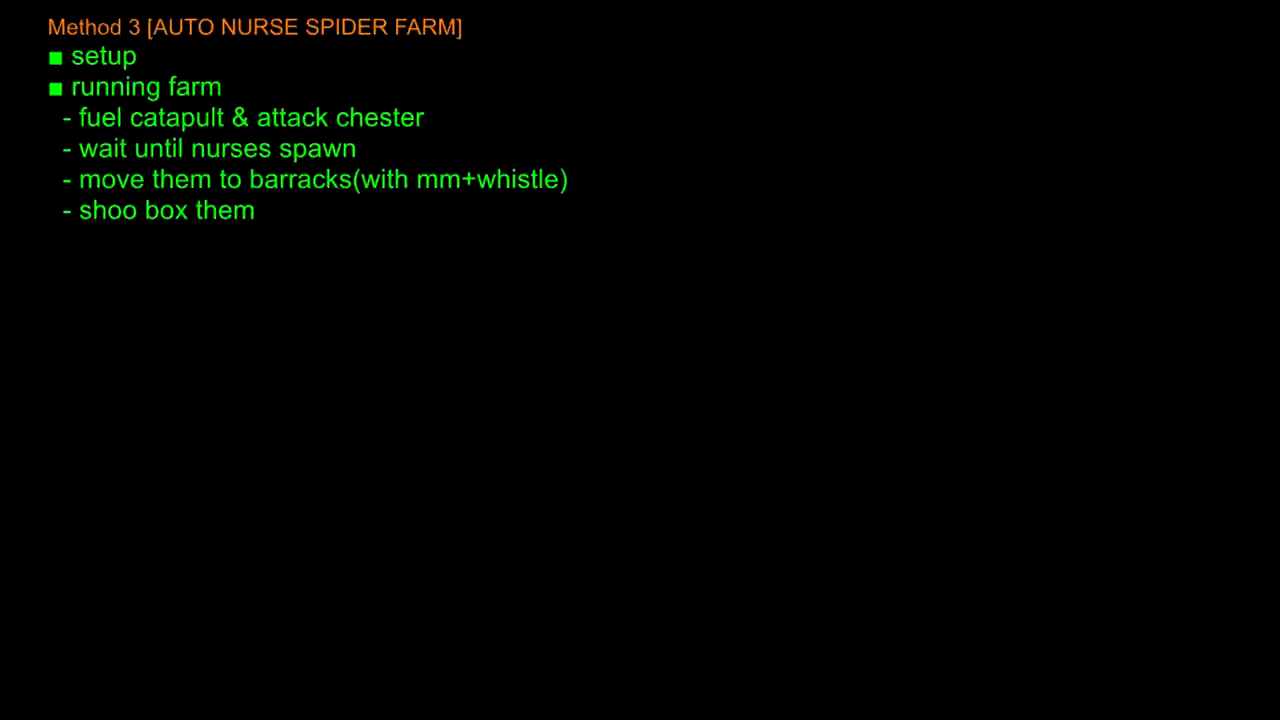 Method 3 [AUTO NURSE SPIDER FARM]
■ setup
■ running farm
- fuel catapult & attack chester
- wait until nurses spawn
- move them to barracks(with mm+whistle)
- shoo box them